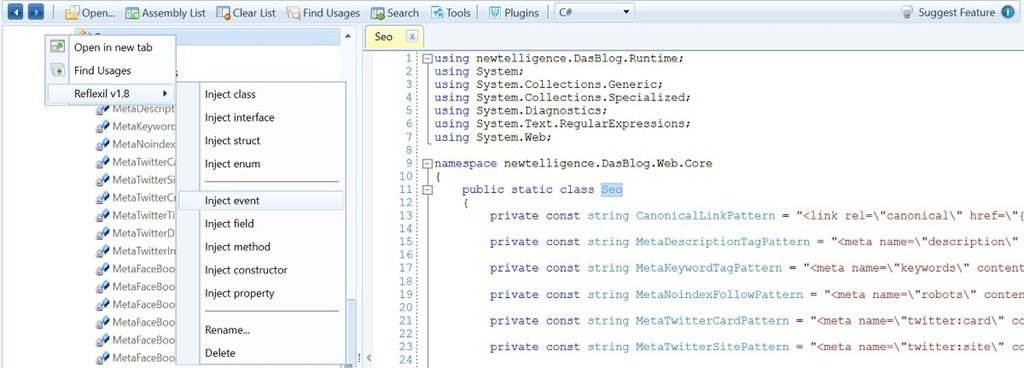 Open... Assembly List Clear List Find Usages Search Tools Plugins C# Suggest Feature
Open in new tab
Find Usages
Reflexil v1.8
MetaDescript
MetaKeyword
MetaNoindex
MetaTwitterCa
MetaTwitterSi
MetaTwitterCr
MetaTwitterTi
MetaTwitterD
MetaTwitterIn
MetaFaceBoo
MetaFaceBoo
MetaFaceBoo
MetaFaceBoo
MetaFaceBoo
Inject class
Inject interface
Inject struct
Inject enum
Inject event
Inject field
Inject method
Inject constructor
Inject property
Rename...
Delete
Seo x
1 using newtelligence.DasBlog.Runtime;
2 using System;
3 using System.Collections.Generic;
4 using System.Collections.Specialized;
5 using System.Diagnostics;
6 using System.Text.RegularExpressions;
7 using System.Web;
8
9 namespace newtelligence.DasBlog.Web.Core
10 {
11 public static class Seo
12 {
13 private const string CanonicalLinkPattern = "<link rel=\"canonical\" href=\"{
14
15 private const string MetaDescriptionTagPattern = "<meta name=\"description\"
16
17 private const string MetaKeywordTagPattern = "<meta name=\"keywords\" content
18
19 private const string MetaNoindexFollowPattern = "<meta name=\"robots\" conten
20
21 private const string MetaTwitterCardPattern = "<meta name=\"twitter:card\" co
22
23 private const string MetaTwitterSitePattern = "<meta name=\"twitter:site\" co
24